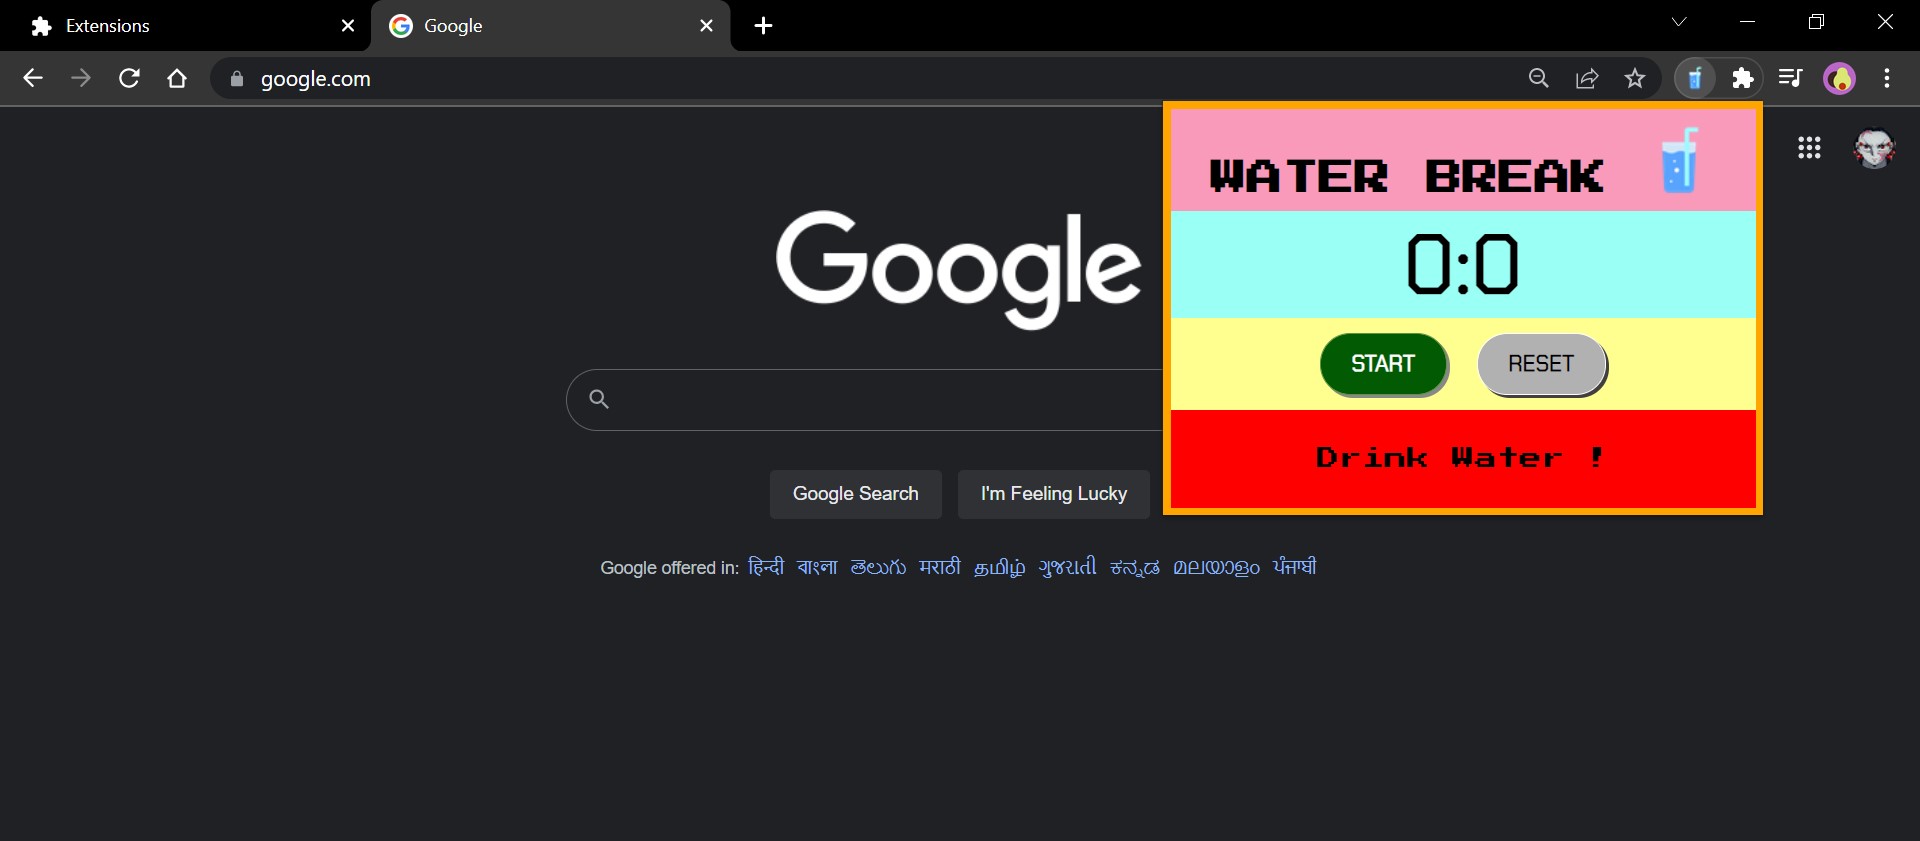 Extensions
Google
google.com
WATER BREAK
0:0
START
RESET
Drink Water !
Google
Google Search
I'm Feeling Lucky
Google offered in: हिन्दी বাংলা తెలుగు मराठी தமிழ் ગુજરાતી ಕನ್ನಡ മലയാളം ਪੰਜਾਬੀ